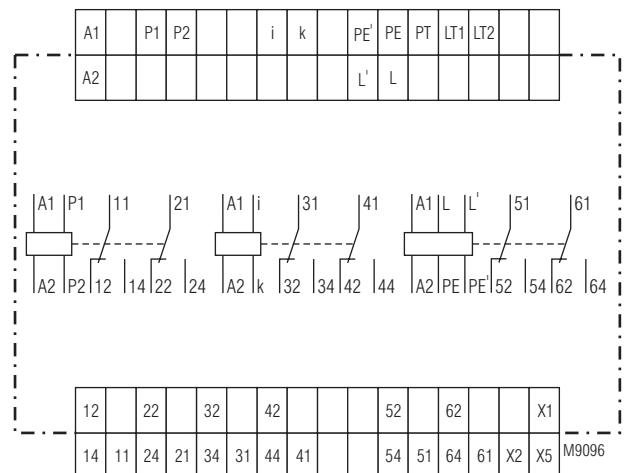 A1 P1 P2 i k PE' PE PT LT1 LT2
A2 L' L
A1 P1 11 21 A1 i 31 41 A1 L L' 51 61
A2 P2 12 14 22 24 A2 k 32 34 42 44 A2 PE PE' 52 54 62 64
12 22 32 42 52 62 X1
14 11 24 21 34 31 44 41 54 51 64 61 X2 X5 M9096